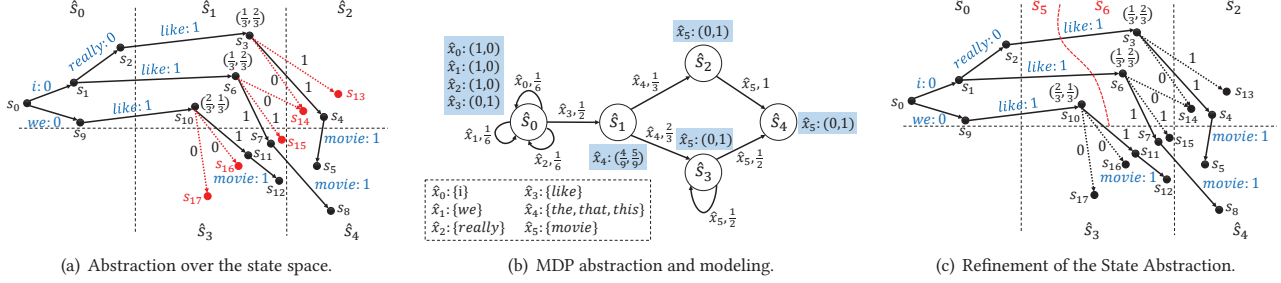 ŝ₀ ŝ₁ ŝ₂
(1/3, 2/3)
like: 1
really: 0
s₃
s₂
(1/3, 2/3)
1
0
like: 1
i: 0
s₁
s₆
0
1
s₁₃
s₀
(2/3, 1/3)
1
s₁₄
s₄
we: 0
like: 1
s₁₀
s₉
1
s₇
s₁₅
movie: 1
0
0
1
s₁₁
s₁₆
s₅
movie: 1
s₁₂
movie: 1
s₁₇
s₈
ŝ₃
ŝ₄
(a) Abstraction over the state space.
x̂₀: (1,0)
x̂₁: (1,0)
x̂₂: (1,0)
x̂₃: (0,1)
x̂₅: (0,1)
ŝ₂
x̂₀, 1/6
x̂₄, 1/3
x̂₅, 1
x̂₃, 1/2
ŝ₀
ŝ₁
x̂₅: (0,1)
ŝ₄
x̂₅: (0,1)
x̂₁, 1/6
x̂₂, 1/6
x̂₄, 2/3
x̂₄: (4/9, 5/9)
ŝ₃
x̂₅, 1/2
x̂₅, 1/2
x̂₀: {i} x̂₃: {like}
x̂₁: {we} x̂₄: {the, that, this}
x̂₂: {really} x̂₅: {movie}
(b) MDP abstraction and modeling.
s₀ s₅ s₆ s₂
(1/3, 2/3)
like: 1
really: 0
s₃
s₂
(1/3, 2/3)
1
0
like: 1
i: 0
s₁
s₆
0
1
s₁₃
s₀
(2/3, 1/3)
1
s₁₄
s₄
we: 0
like: 1
s₁₀
s₉
1
s₇
s₁₅
movie: 1
0
0
1
s₁₁
s₁₆
s₅
movie: 1
s₁₂
movie: 1
s₁₇
s₈
ŝ₃
ŝ₄
(c) Refinement of the State Abstraction.